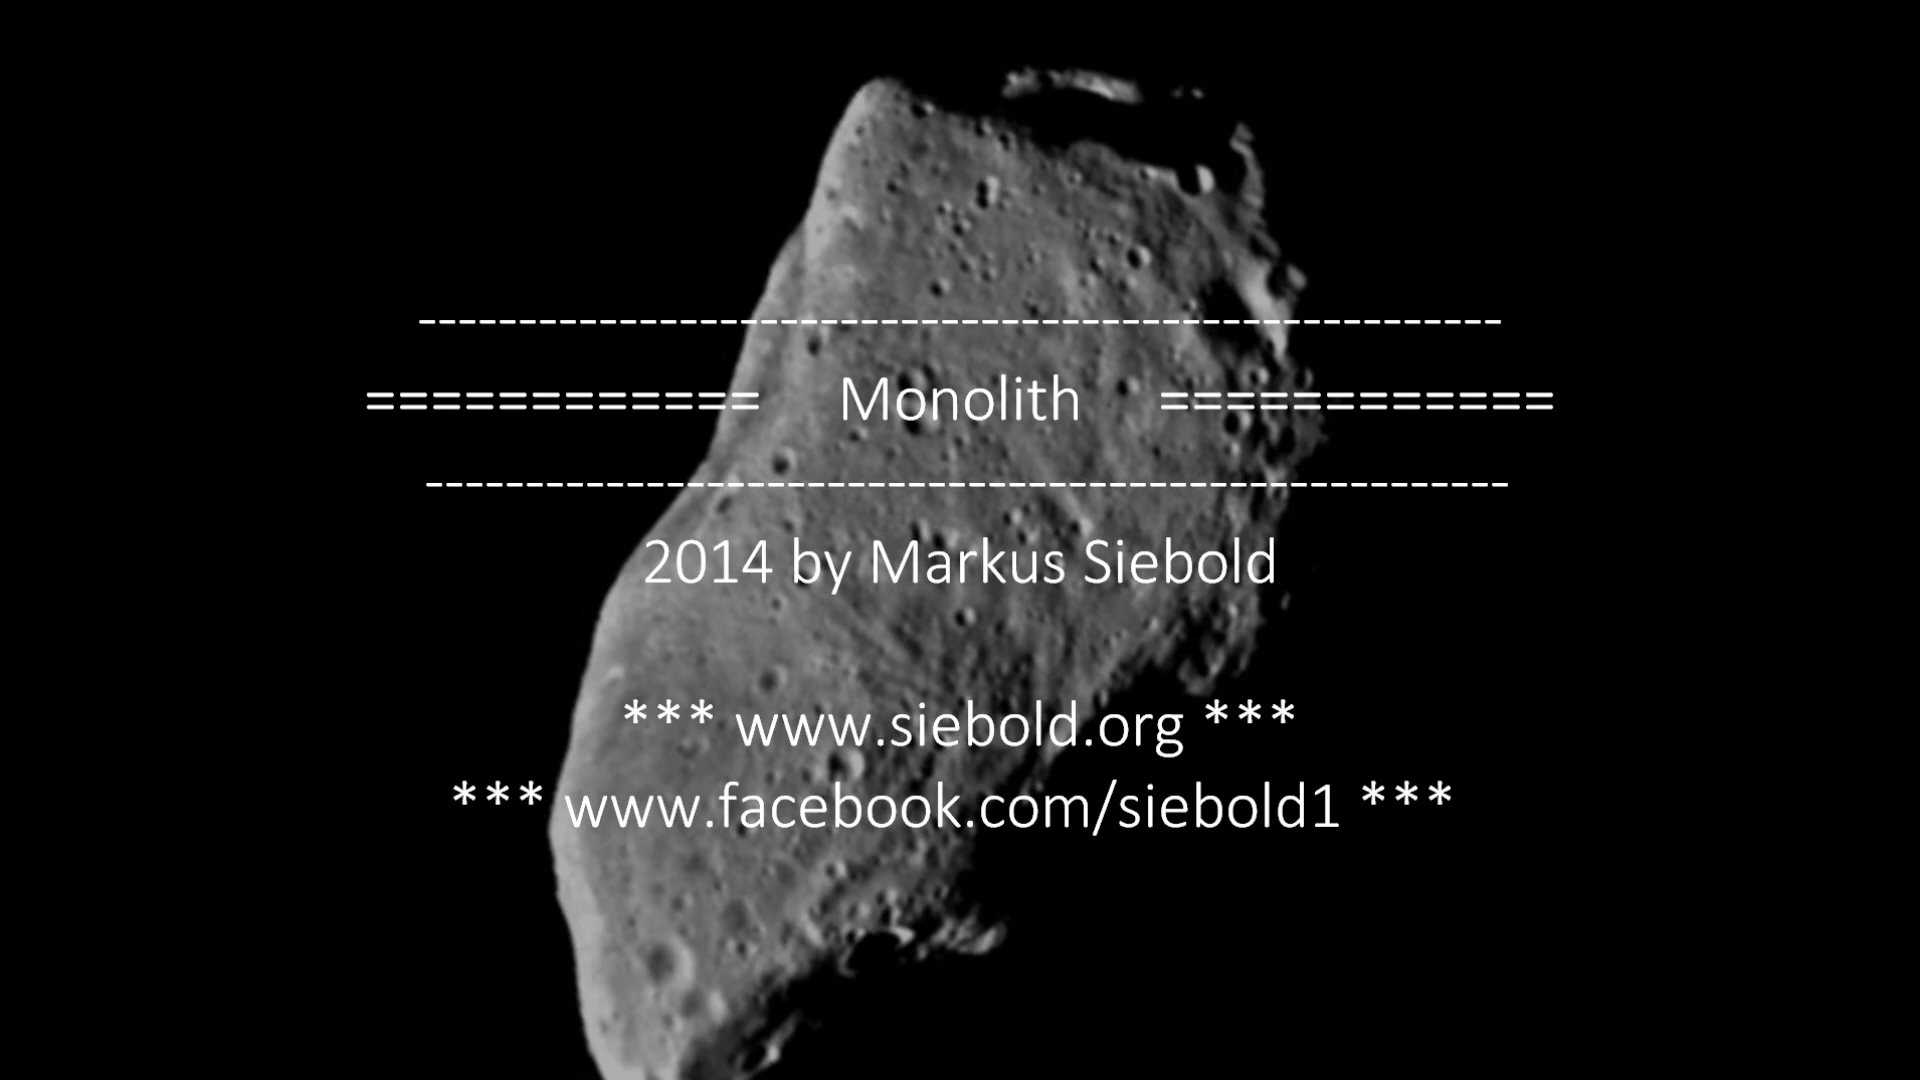 ------------------------------------------------------
============ Monolith ============
------------------------------------------------------
2014 by Markus Siebold
*** www.siebold.org ***
*** www.facebook.com/siebold1 ***